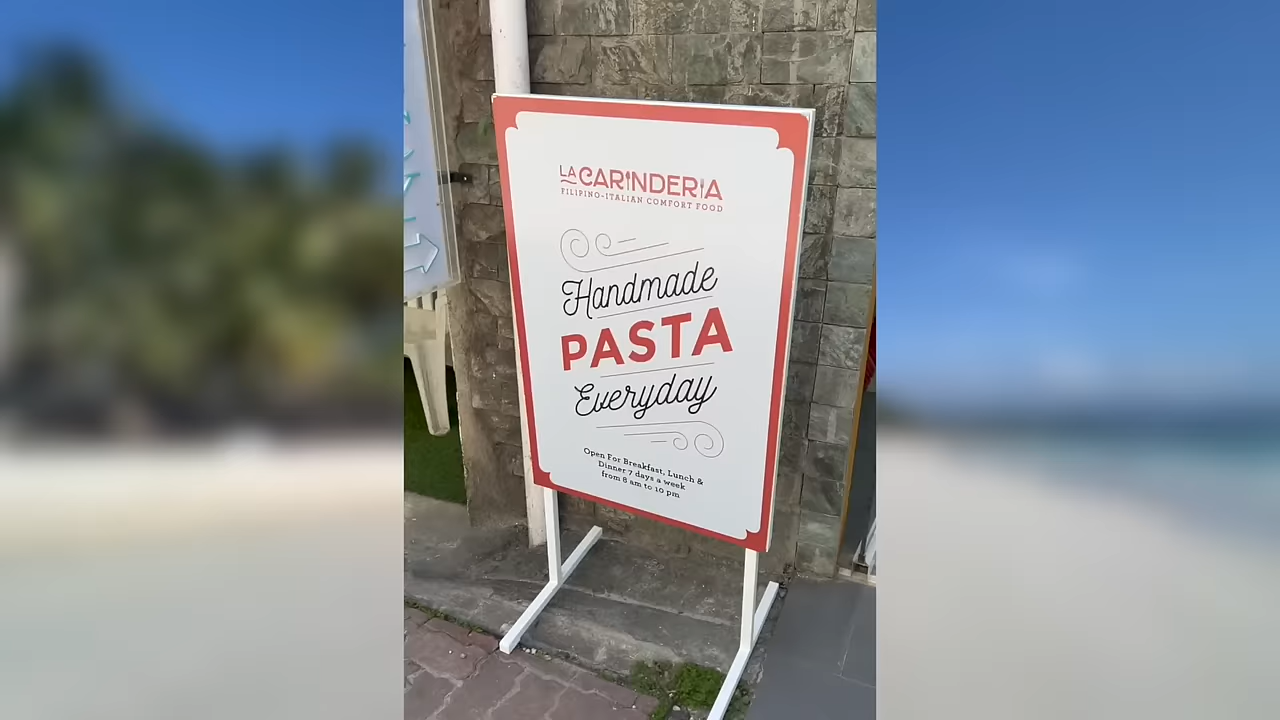 LA CARINDERIA
FILIPINO-ITALIAN COMFORT FOOD
Handmade
PASTA
Everyday
Open For Breakfast, Lunch &
Dinner 7 days a week
from 8 am to 10 pm